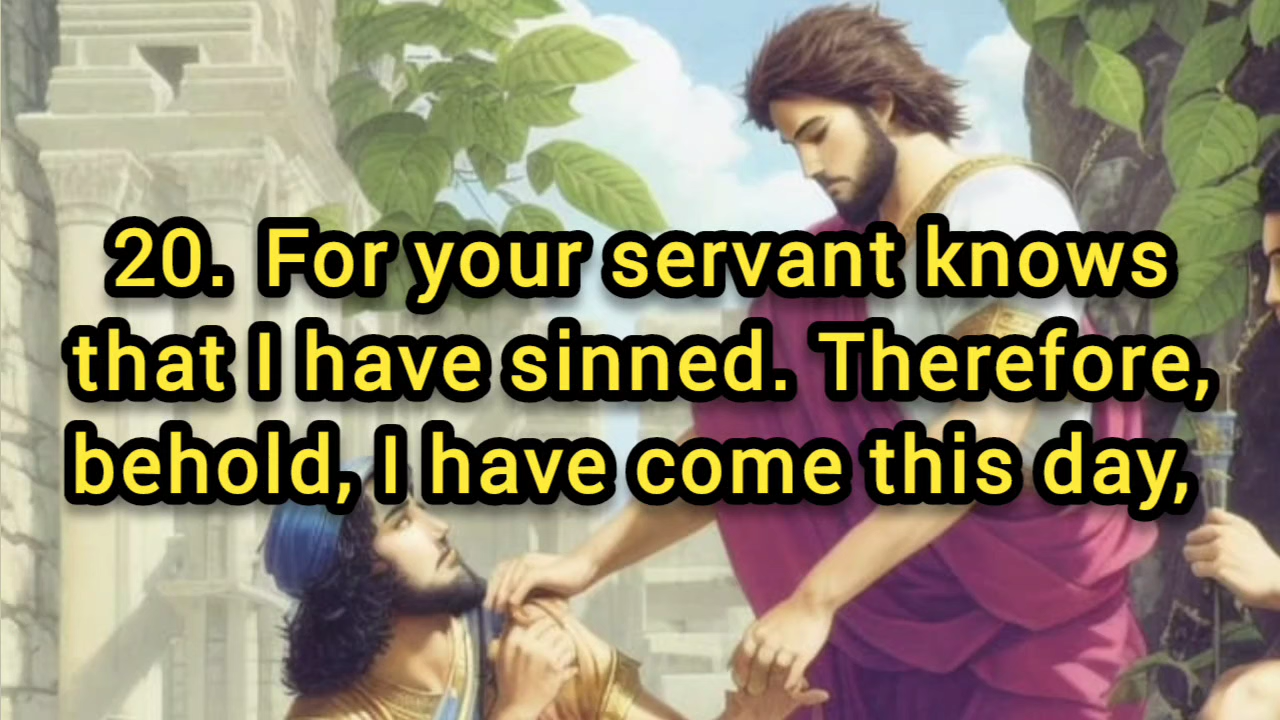 20. For your servant knows
that I have sinned. Therefore,
behold, I have come this day,